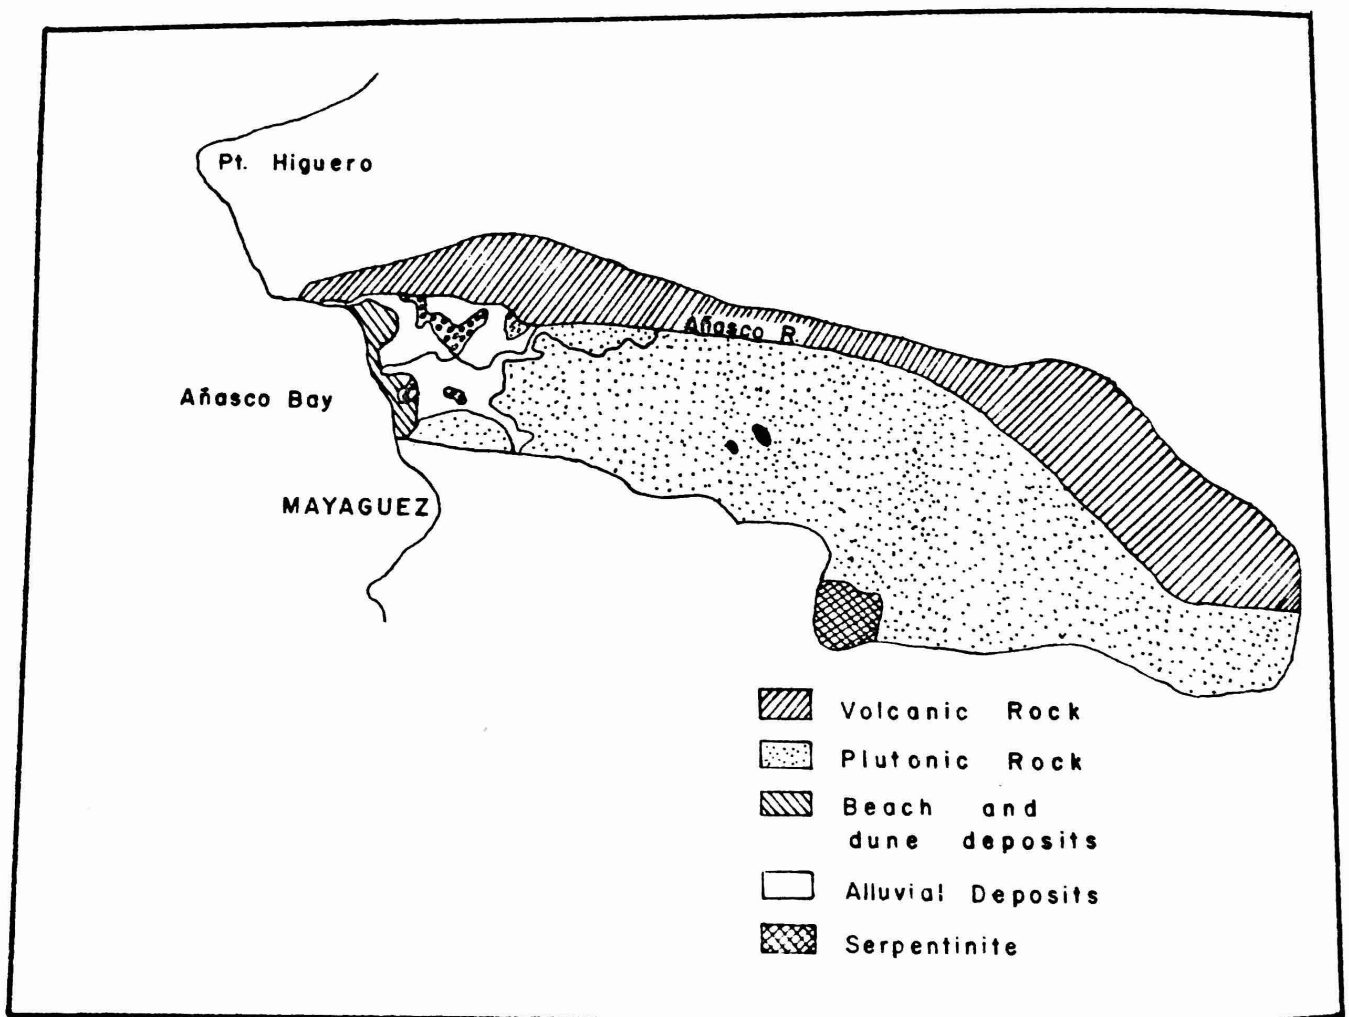 Pt. Higuero
Añasco R.
Añasco Bay
MAYAGUEZ
Volcanic Rock
Plutonic Rock
Beach and
dune deposits
Alluvial Deposits
Serpentinite